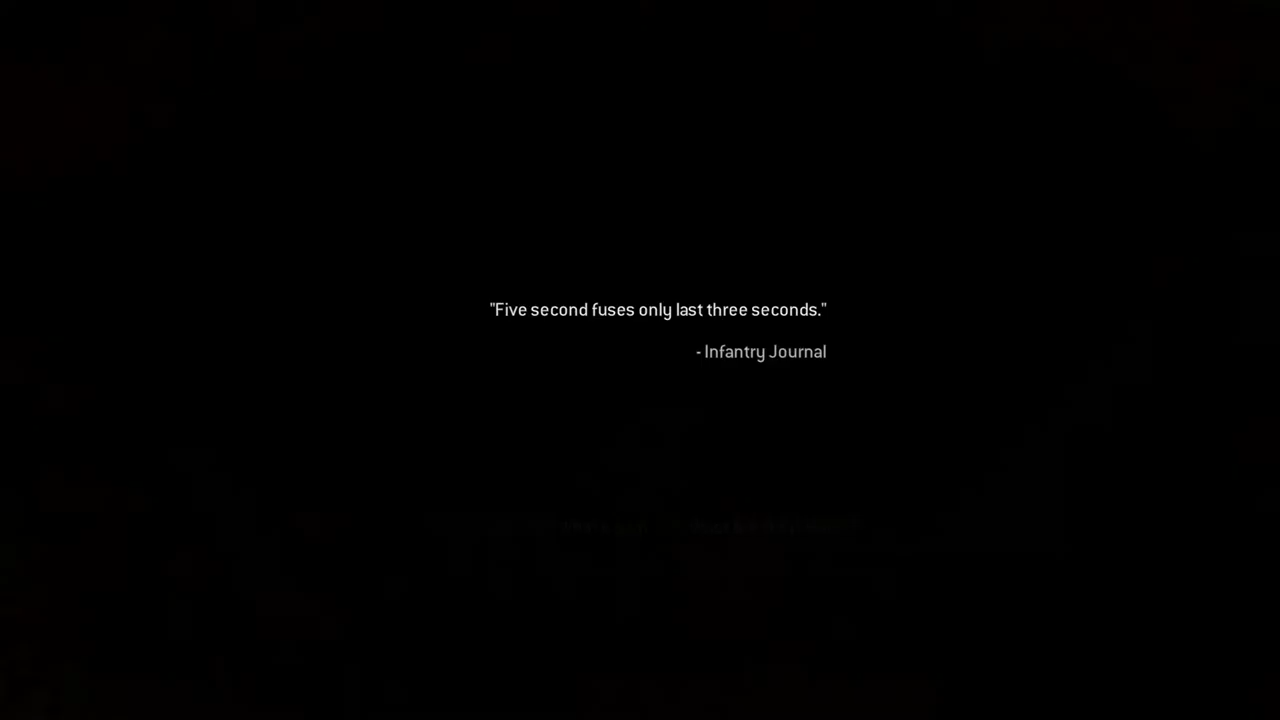 "Five second fuses only last three seconds."
- Infantry Journal